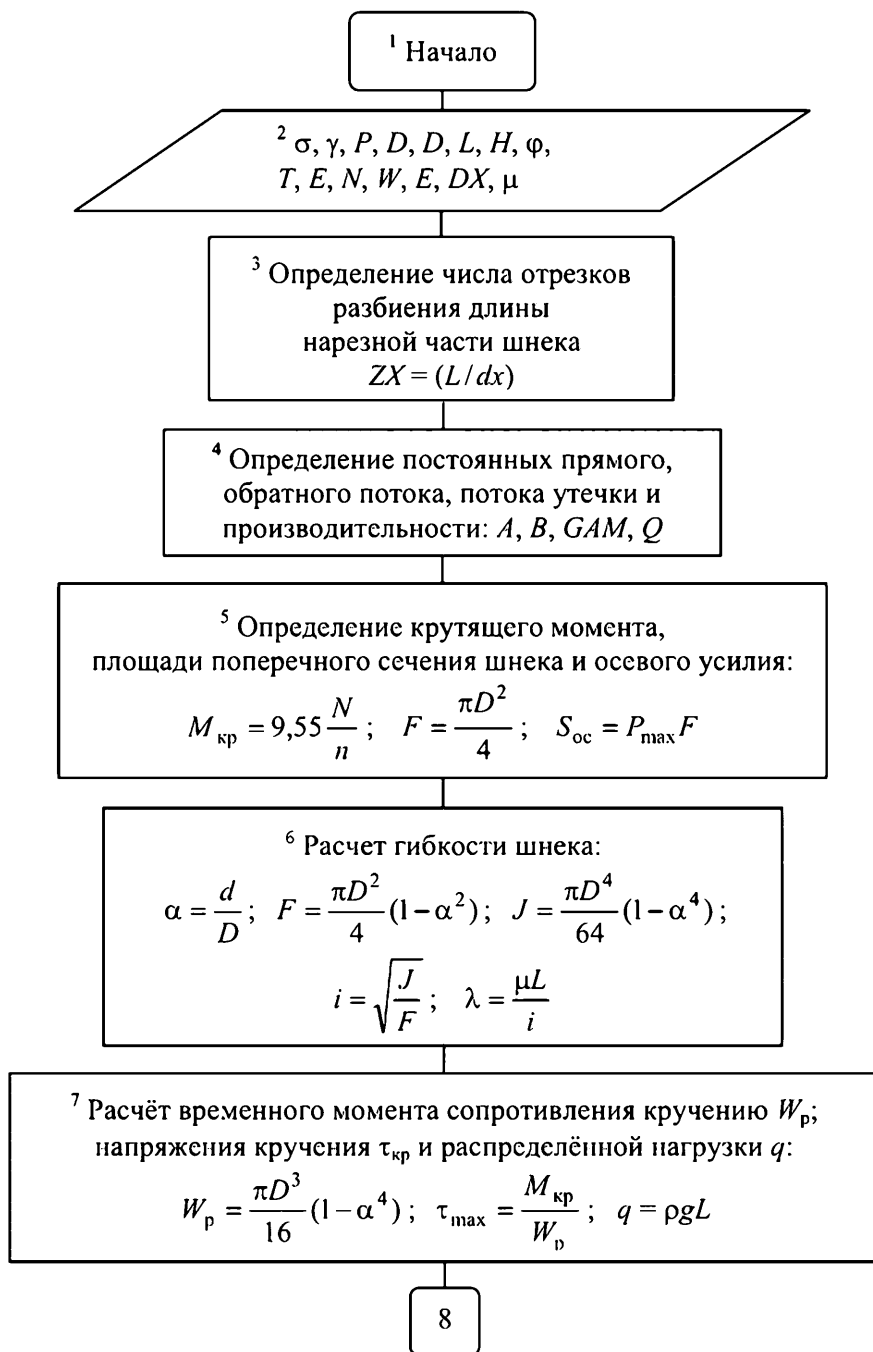 ¹ Начало
² σ, γ, P, D, D, L, H, φ,
T, E, N, W, E, DX, μ
³ Определение числа отрезков
разбиения длины
нарезной части шнека
ZX = (L/dx)
⁴ Определение постоянных прямого,
обратного потока, потока утечки и
производительности: A, B, GAM, Q
⁵ Определение крутящего момента,
площади поперечного сечения шнека и осевого усилия:
M_кр = 9,55 N/n ; F = πD²/4 ; S_ос = P_max F
⁶ Расчет гибкости шнека:
α = d/D ; F = πD²/4 (1−α²) ; J = πD⁴/64 (1−α⁴) ;
i = √(J/F) ; λ = μL/i
⁷ Расчёт временного момента сопротивления кручению W_р;
напряжения кручения τ_кр и распределённой нагрузки q:
W_р = πD³/16 (1−α⁴) ; τ_max = M_кр/W_р ; q = ρgL
8